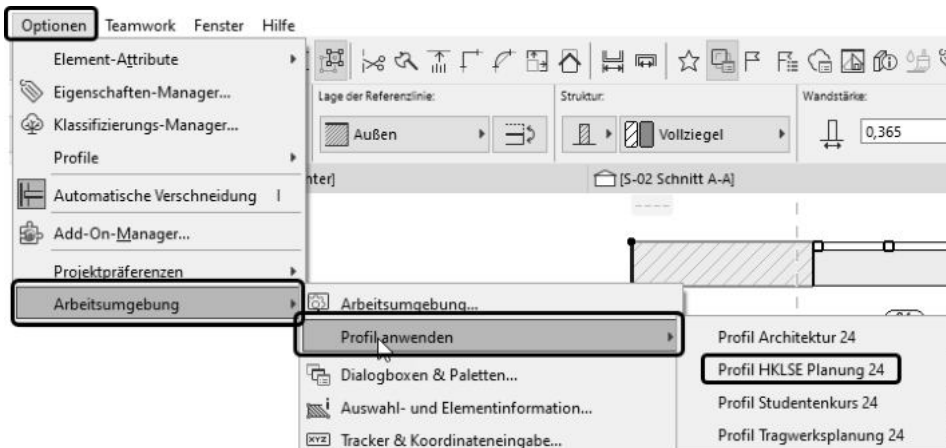 Optionen Teamwork Fenster Hilfe
Element-Attribute
Eigenschaften-Manager...
Klassifizierungs-Manager...
Profile
Automatische Verschneidung I
Add-On-Manager...
Projektpräferenzen
Arbeitsumgebung
Lage der Referenzlinie:
Struktur:
Wandstärke:
Außen
Vollziegel
0,365
nter]
[S-02 Schnitt A-A]
Arbeitsumgebung...
Profil anwenden
Dialogboxen & Paletten...
Auswahl- und Elementinformation...
XYZ Tracker & Koordinateneingabe...
Profil Architektur 24
Profil HKLSE Planung 24
Profil Studentenkurs 24
Profil Tragwerksplanung 24